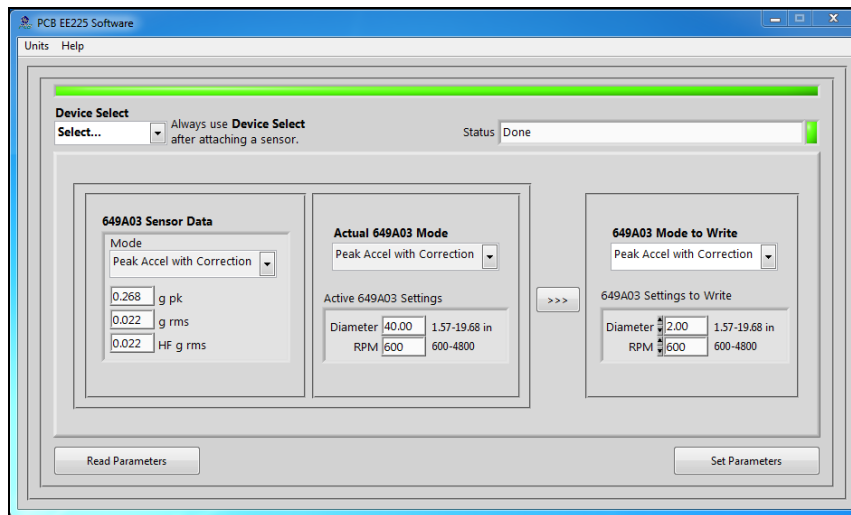 PCB EE225 Software
Units Help
Device Select
Select...
Always use Device Select
after attaching a sensor.
Status Done
649A03 Sensor Data
Mode
Peak Accel with Correction
0.268 g pk
0.022 g rms
0.022 HF g rms
Actual 649A03 Mode
Peak Accel with Correction
Active 649A03 Settings
Diameter 40.00 1.57-19.68 in
RPM 600 600-4800
>>>
649A03 Mode to Write
Peak Accel with Correction
649A03 Settings to Write
Diameter 2.00 1.57-19.68 in
RPM 600 600-4800
Read Parameters
Set Parameters